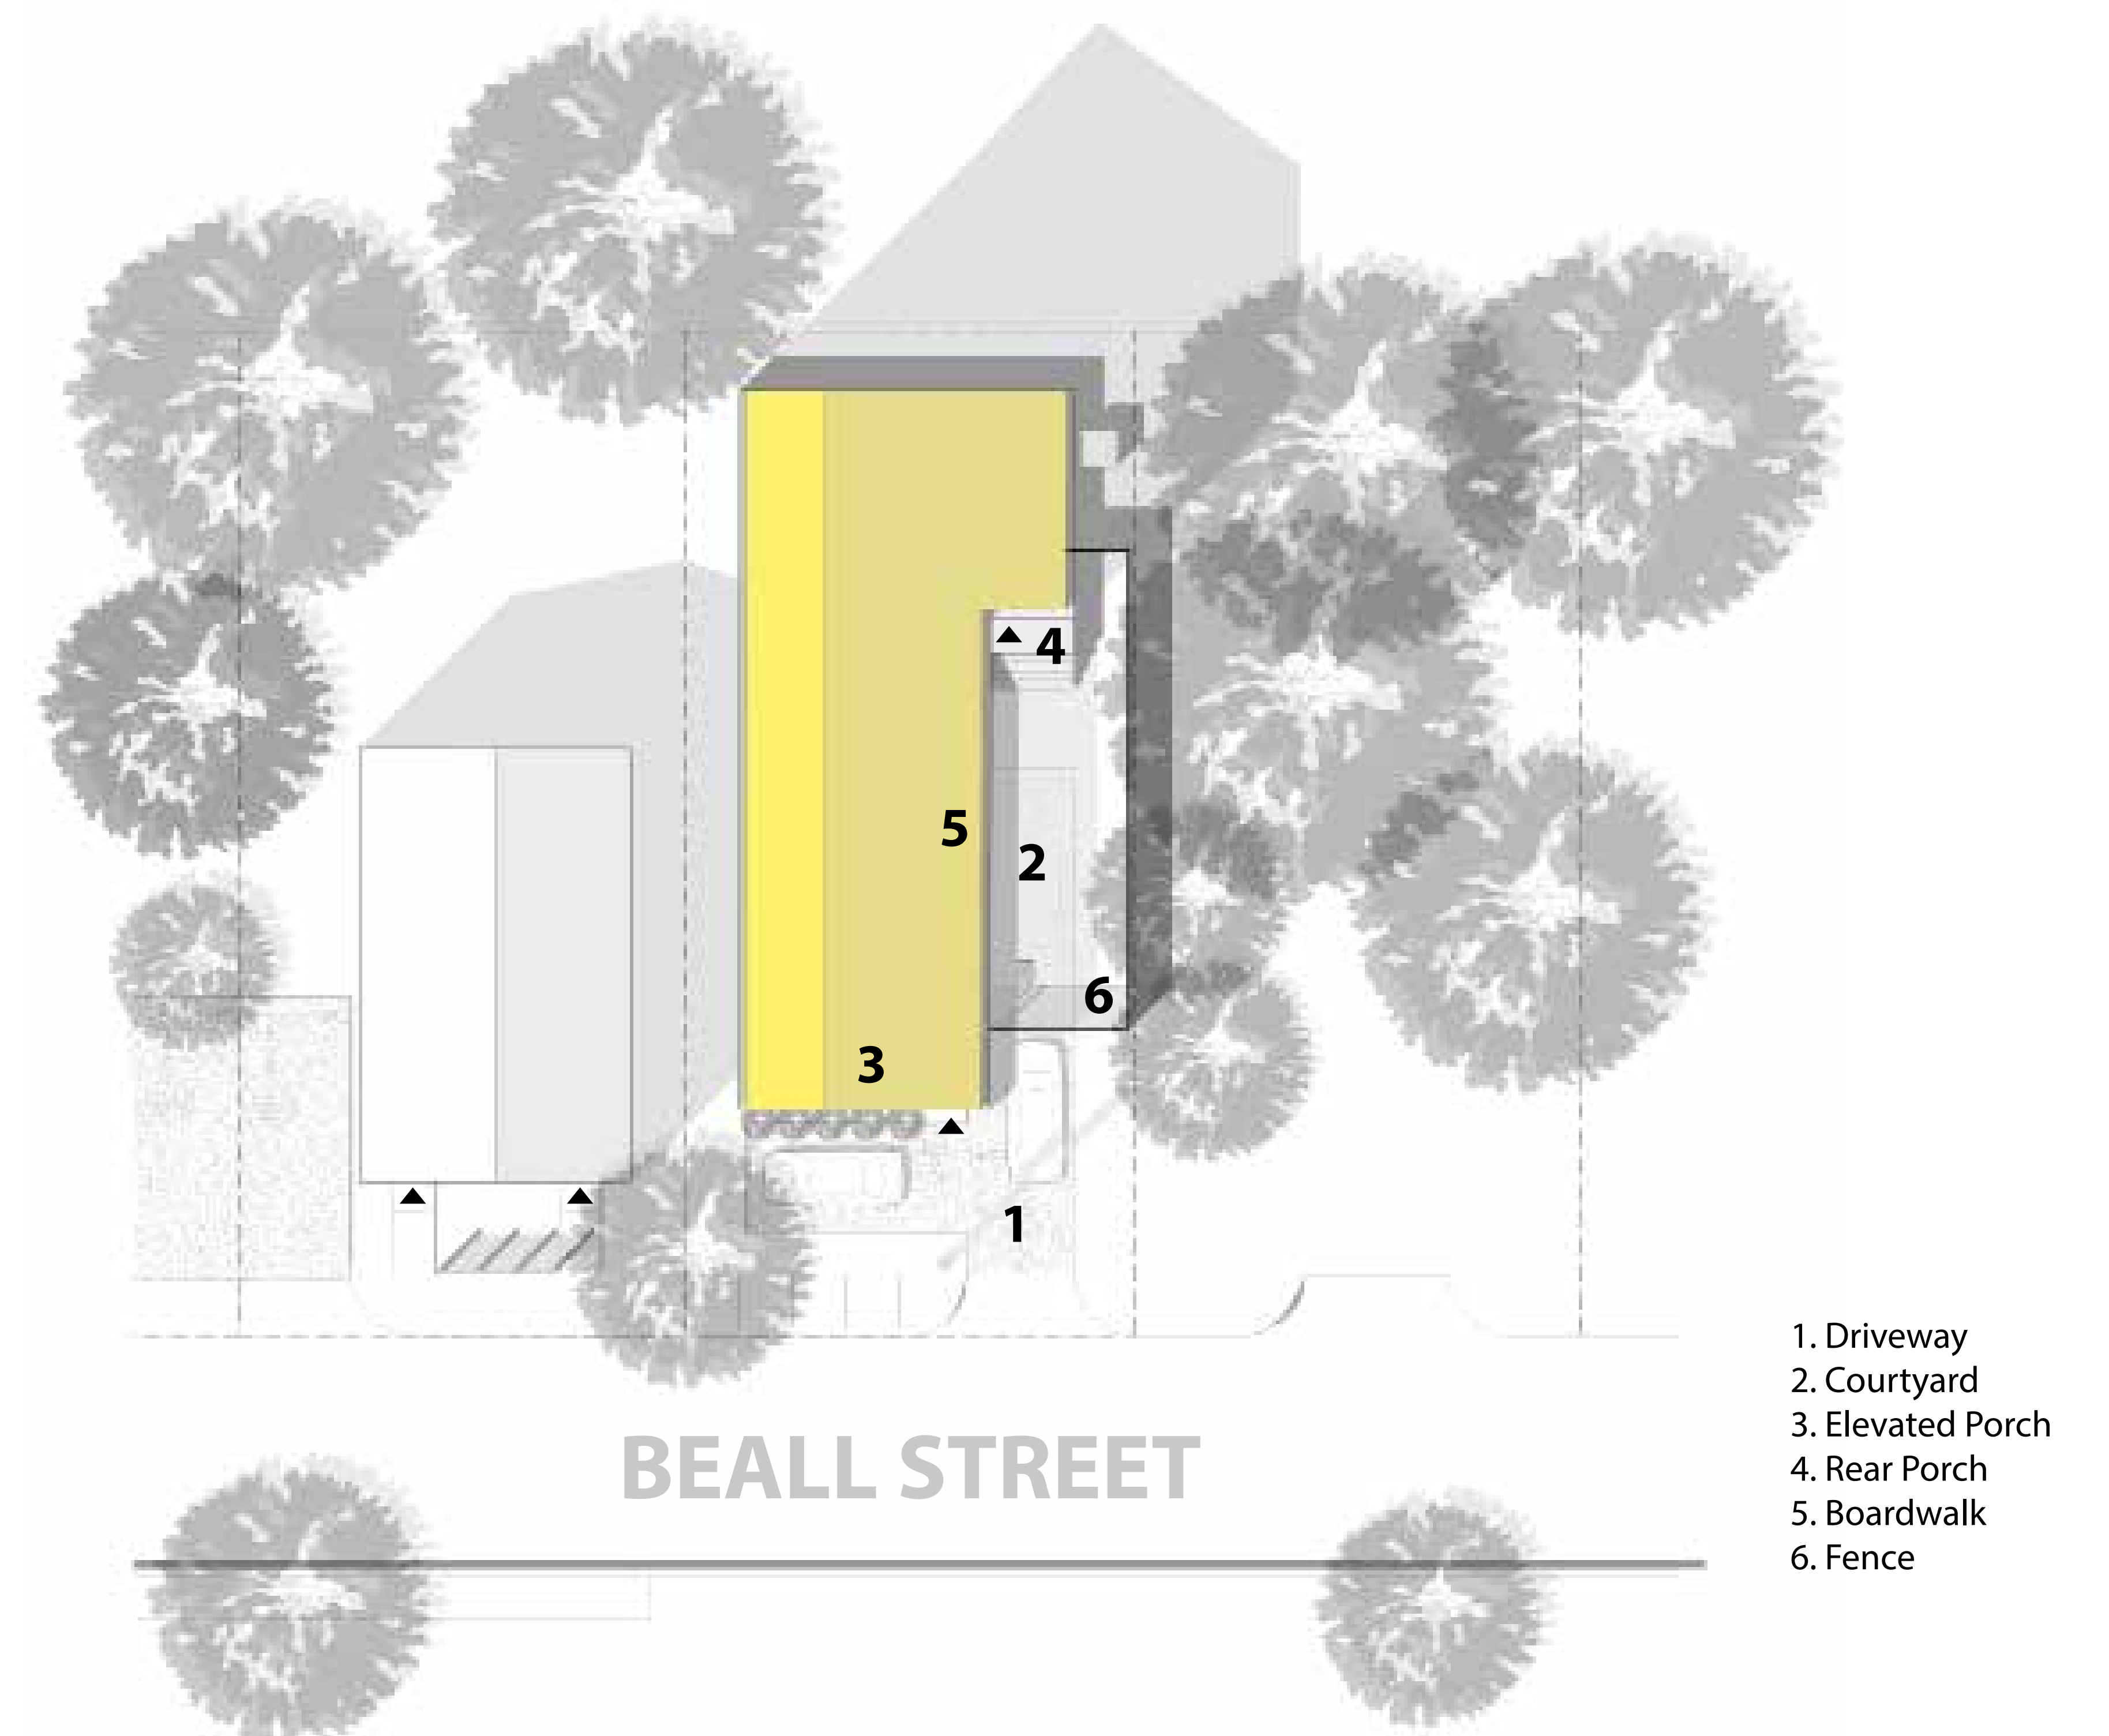 4
5
2
6
3
1
BEALL STREET
1. Driveway
2. Courtyard
3. Elevated Porch
4. Rear Porch
5. Boardwalk
6. Fence